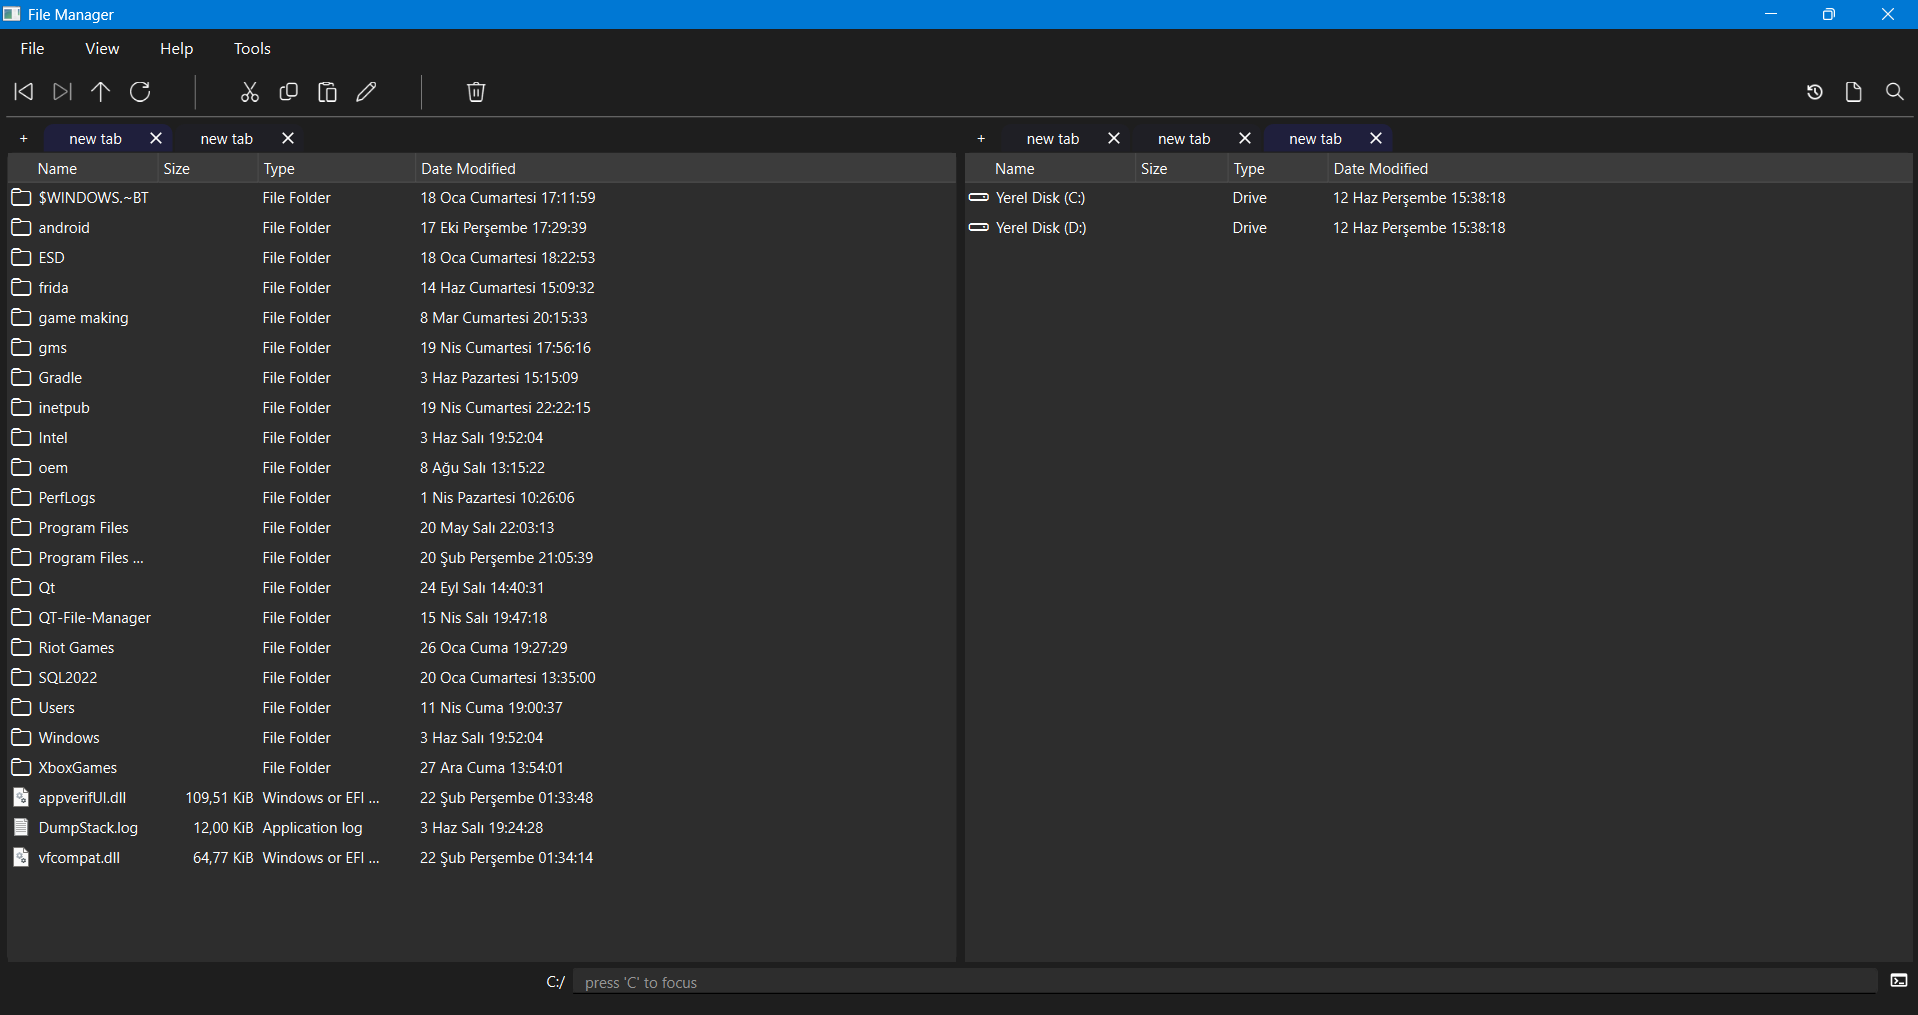 File Manager
File View Help Tools
+ new tab new tab
Name Size Type Date Modified
$WINDOWS.~BT File Folder 18 Oca Cumartesi 17:11:59
android File Folder 17 Eki Perşembe 17:29:39
ESD File Folder 18 Oca Cumartesi 18:22:53
frida File Folder 14 Haz Cumartesi 15:09:32
game making File Folder 8 Mar Cumartesi 20:15:33
gms File Folder 19 Nis Cumartesi 17:56:16
Gradle File Folder 3 Haz Pazartesi 15:15:09
inetpub File Folder 19 Nis Cumartesi 22:22:15
Intel File Folder 3 Haz Salı 19:52:04
oem File Folder 8 Ağu Salı 13:15:22
PerfLogs File Folder 1 Nis Pazartesi 10:26:06
Program Files File Folder 20 May Salı 22:03:13
Program Files ... File Folder 20 Şub Perşembe 21:05:39
Qt File Folder 24 Eyl Salı 14:40:31
QT-File-Manager File Folder 15 Nis Salı 19:47:18
Riot Games File Folder 26 Oca Cuma 19:27:29
SQL2022 File Folder 20 Oca Cumartesi 13:35:00
Users File Folder 11 Nis Cuma 19:00:37
Windows File Folder 3 Haz Salı 19:52:04
XboxGames File Folder 27 Ara Cuma 13:54:01
appverifUI.dll 109,51 KiB Windows or EFI ... 22 Şub Perşembe 01:33:48
DumpStack.log 12,00 KiB Application log 3 Haz Salı 19:24:28
vfcompat.dll 64,77 KiB Windows or EFI ... 22 Şub Perşembe 01:34:14
+ new tab new tab new tab
Name Size Type Date Modified
Yerel Disk (C:) Drive 12 Haz Perşembe 15:38:18
Yerel Disk (D:) Drive 12 Haz Perşembe 15:38:18
C:/ press 'C' to focus